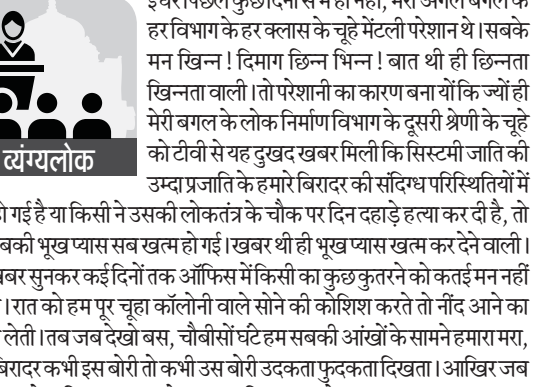 इधर पिछले कुछ दिनों से मैं ही नहीं, मेरी अगल बगल के
हर विभाग के हर क्लास के चूहे मेंटली परेशान थे। सबके
मन खिन्न! दिमाग छिन्न भिन्न! बात थी ही छिन्नता
खिन्नता वाली। तो परेशानी का कारण बना यों कि ज्यों ही
मेरी बगल के लोक निर्माण विभाग के दूसरी श्रेणी के चूहे
व्यंग्यलोक
को टीवी से यह दुखद खबर मिली कि सिस्टमी जाति की
उम्दा प्रजाति के हमारे बिरादर की संदिग्ध परिस्थितियों में
गई है या किसी ने उसकी लोकतंत्र के चौक पर दिन दहाड़े हत्या कर दी है, तो
भूख प्यास सब खत्म हो गई। खबर थी ही भूख प्यास खत्म कर देने वाली।
सुनकर कई दिनों तक ऑफिस में किसी का कुछ कुतरने को कतई मन नहीं
। रात को हम पूर चूहा कॉलोनी वाले सोने की कोशिश करते तो नींद आने का
लेती। तब जब देखो बस, चौबीसों घंटे हम सबकी आंखों के सामने हमारा मरा,
बिरादर कभी इस बोरी तो कभी उस बोरी उदकता फुदकता दिखता। आखिर जब